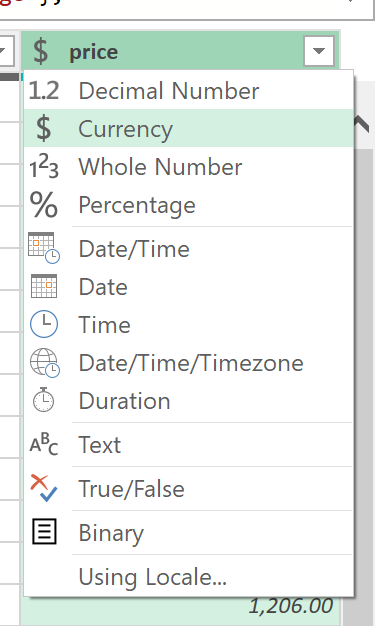 $ price
1.2 Decimal Number
$ Currency
123 Whole Number
% Percentage
Date/Time
Date
Time
Date/Time/Timezone
Duration
ABC Text
True/False
Binary
Using Locale...
1,206.00